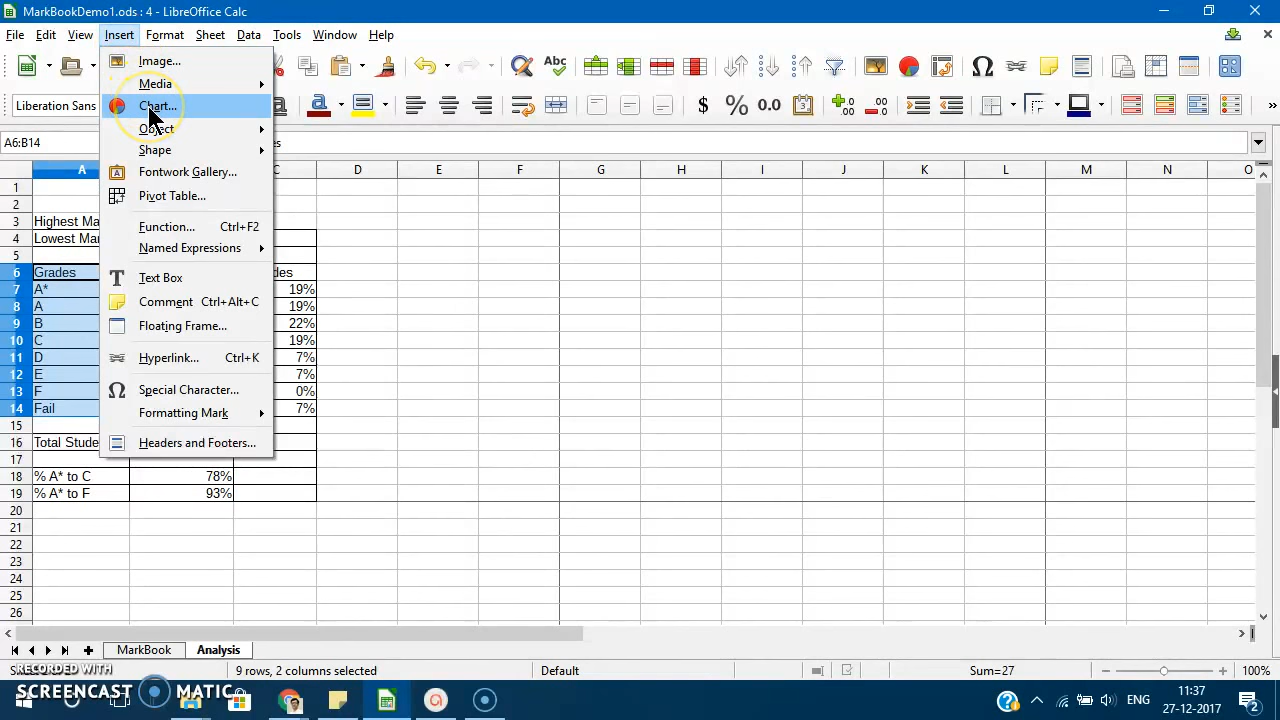 MarkBookDemo1.ods : 4 - LibreOffice Calc
File Edit View Insert Format Sheet Data Tools Window Help
Liberation Sans
A6:B14
Image...
Media
Chart...
Object
Shape
Fontwork Gallery...
Pivot Table...
Function... Ctrl+F2
Named Expressions
Text Box
Comment Ctrl+Alt+C
Floating Frame...
Hyperlink... Ctrl+K
Special Character...
Formatting Mark
Headers and Footers...
A C D E F G H I J K L M N O
1
2
3 Highest Ma
4 Lowest Mar
5
6 Grades des
7 A* 19%
8 A 19%
9 B 22%
10 C 19%
11 D 7%
12 E 7%
13 F 0%
14 Fail 7%
15
16 Total Stude
17
18 % A* to C 78%
19 % A* to F 93%
20
21
22
23
24
25
26
MarkBook Analysis
9 rows, 2 columns selected Default Sum=27 100%
RECORDED WITH
SCREENCAST MATIC
ENG
11:37
27-12-2017
2